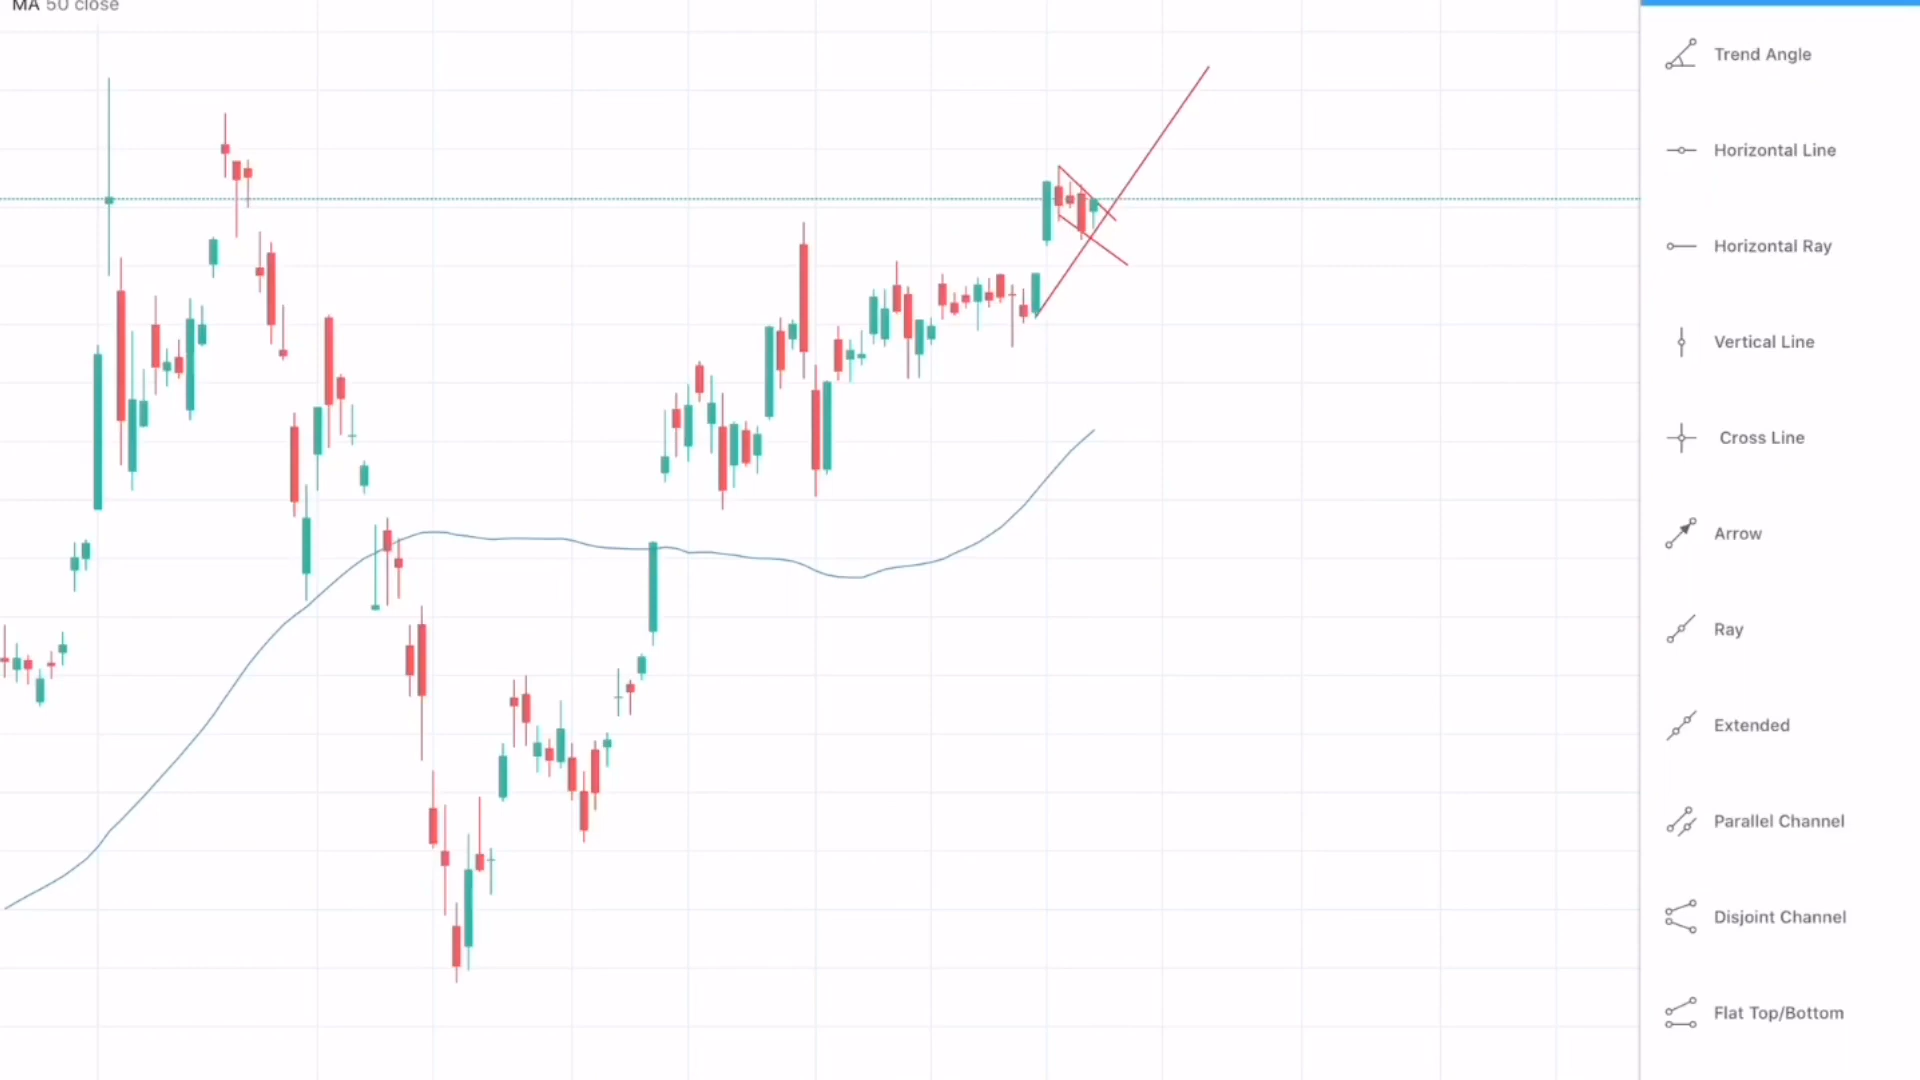 MA 50 close
Trend Angle
Horizontal Line
Horizontal Ray
Vertical Line
Cross Line
Arrow
Ray
Extended
Parallel Channel
Disjoint Channel
Flat Top/Bottom